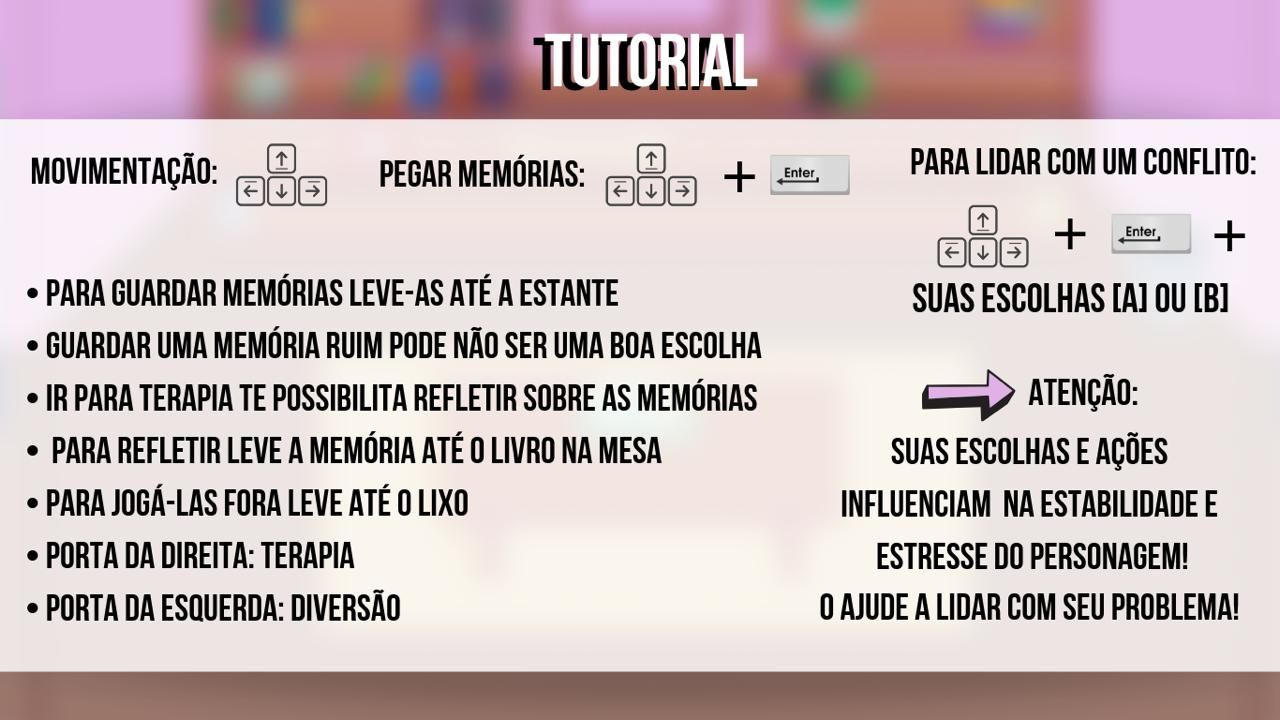 TUTORIAL
MOVIMENTAÇÃO:
PEGAR MEMÓRIAS: + Enter
PARA LIDAR COM UM CONFLITO:
+ Enter +
SUAS ESCOLHAS [A] OU [B]
• PARA GUARDAR MEMÓRIAS LEVE-AS ATÉ A ESTANTE
• GUARDAR UMA MEMÓRIA RUIM PODE NÃO SER UMA BOA ESCOLHA
• IR PARA TERAPIA TE POSSIBILITA REFLETIR SOBRE AS MEMÓRIAS
• PARA REFLETIR LEVE A MEMÓRIA ATÉ O LIVRO NA MESA
• PARA JOGÁ-LAS FORA LEVE ATÉ O LIXO
• PORTA DA DIREITA: TERAPIA
• PORTA DA ESQUERDA: DIVERSÃO
ATENÇÃO:
SUAS ESCOLHAS E AÇÕES
INFLUENCIAM NA ESTABILIDADE E
ESTRESSE DO PERSONAGEM!
O AJUDE A LIDAR COM SEU PROBLEMA!